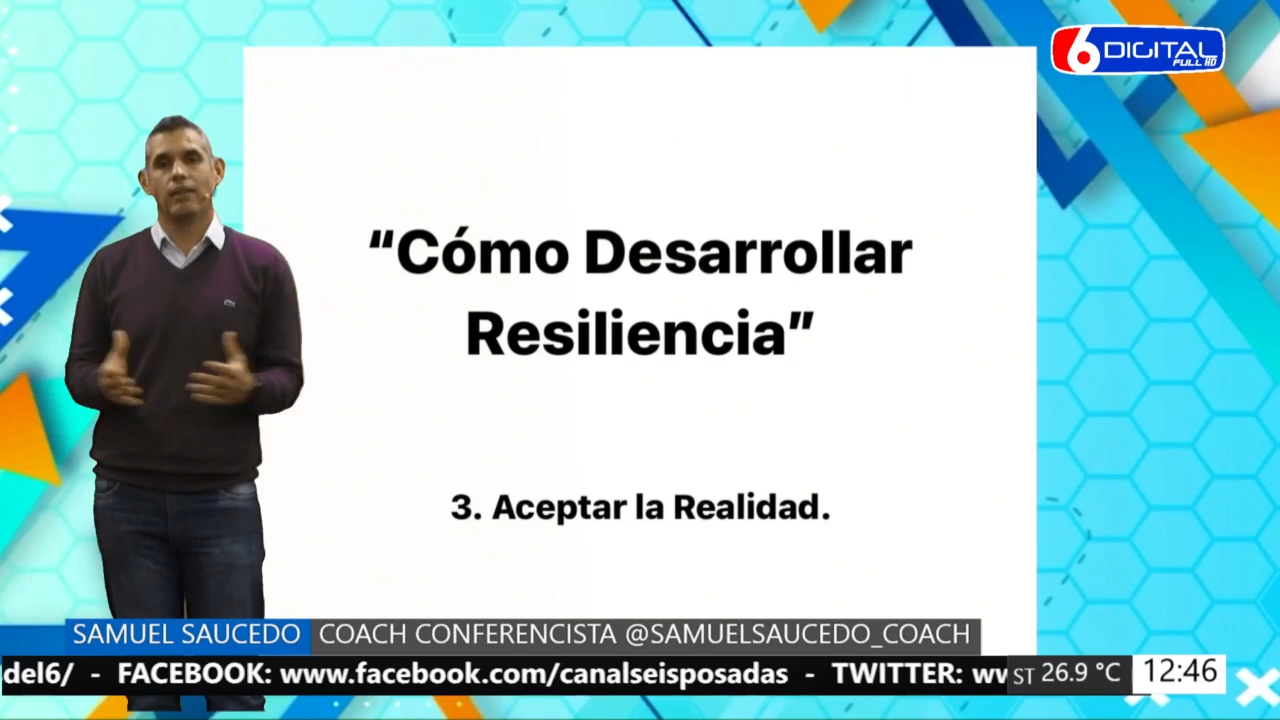 6 DIGITAL
FULL HD
“Cómo Desarrollar
Resiliencia”
3. Aceptar la Realidad.
SAMUEL SAUCEDO COACH CONFERENCISTA @SAMUELSAUCEDO_COACH
del6/ - FACEBOOK: www.facebook.com/canalseisposadas - TWITTER: ST 26.9 °C 12:46